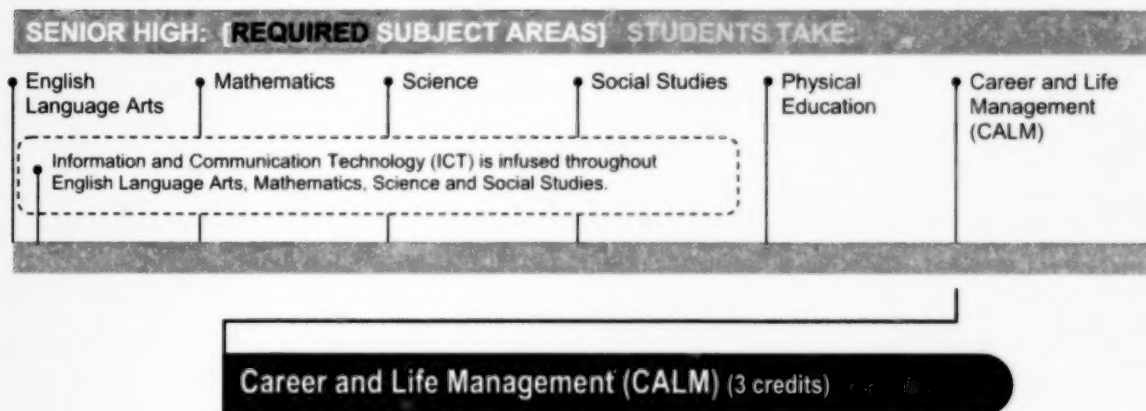 SENIOR HIGH: [REQUIRED SUBJECT AREAS] STUDENTS TAKE:
English
Language Arts
Mathematics
Science
Social Studies
Physical
Education
Career and Life
Management
(CALM)
Information and Communication Technology (ICT) is infused throughout
English Language Arts, Mathematics, Science and Social Studies.
Career and Life Management (CALM) (3 credits)